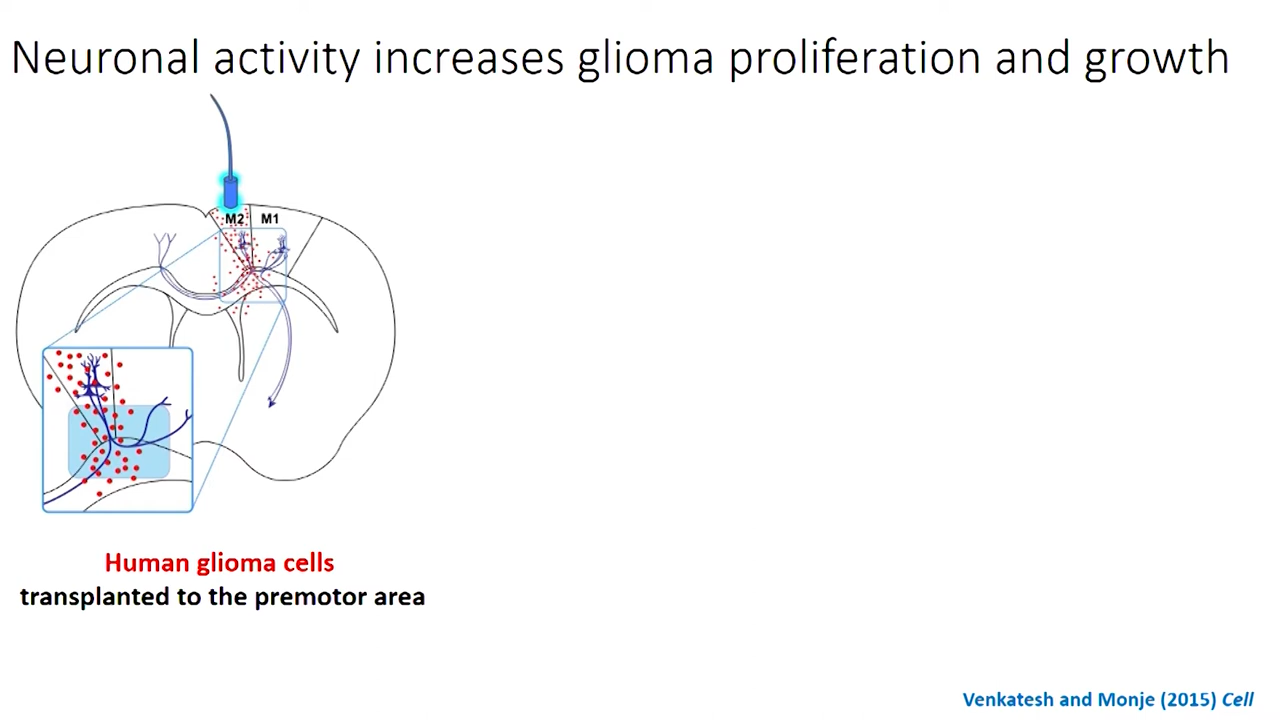 Neuronal activity increases glioma proliferation and growth
M2 M1
Human glioma cells
transplanted to the premotor area
Venkatesh and Monje (2015) Cell